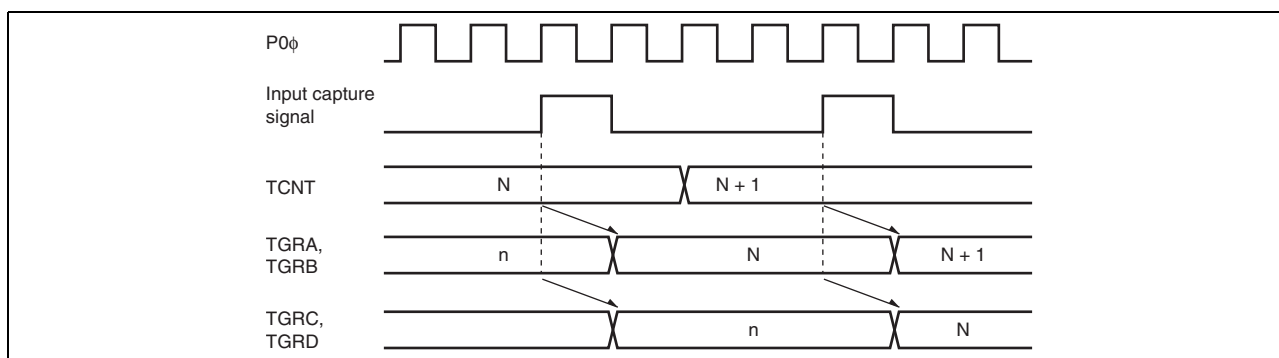 P0ϕ
Input capture
signal
TCNT
N
N + 1
TGRA,
TGRB
n
N
N + 1
TGRC,
TGRD
n
N